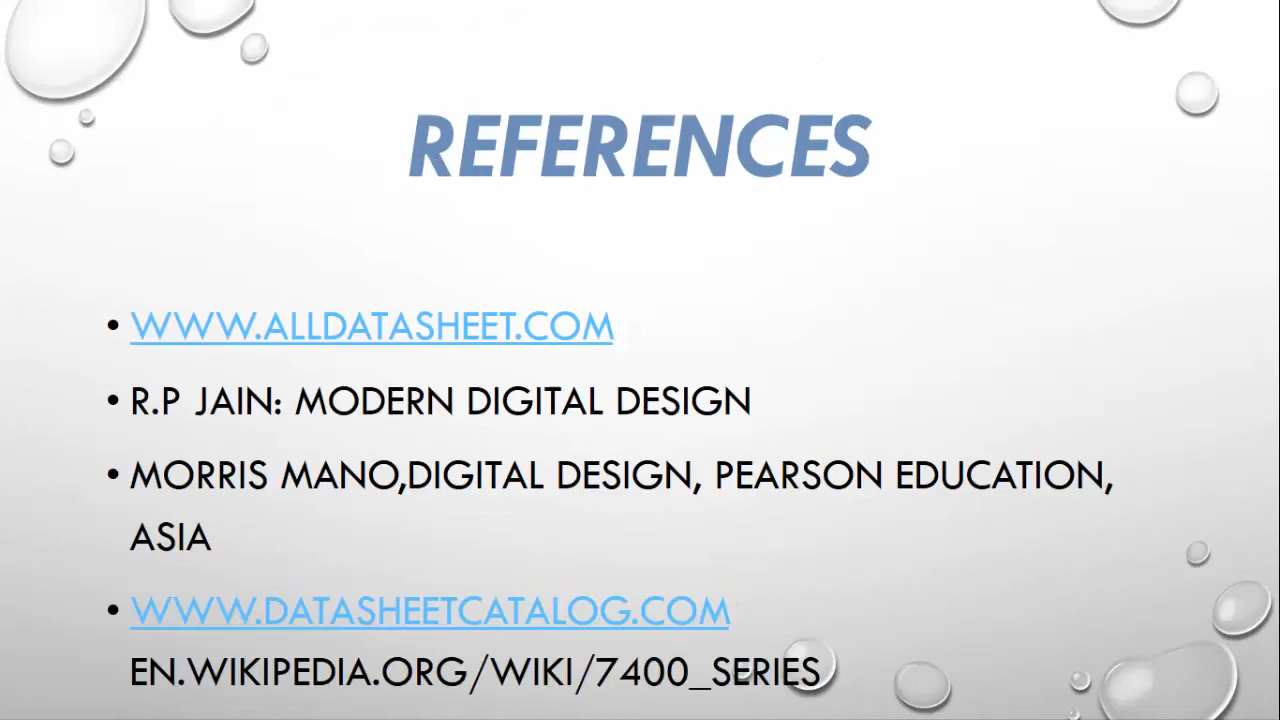 REFERENCES
• WWW.ALLDATASHEET.COM
• R.P JAIN: MODERN DIGITAL DESIGN
• MORRIS MANO,DIGITAL DESIGN, PEARSON EDUCATION,
ASIA
• WWW.DATASHEETCATALOG.COM
EN.WIKIPEDIA.ORG/WIKI/7400_SERIES